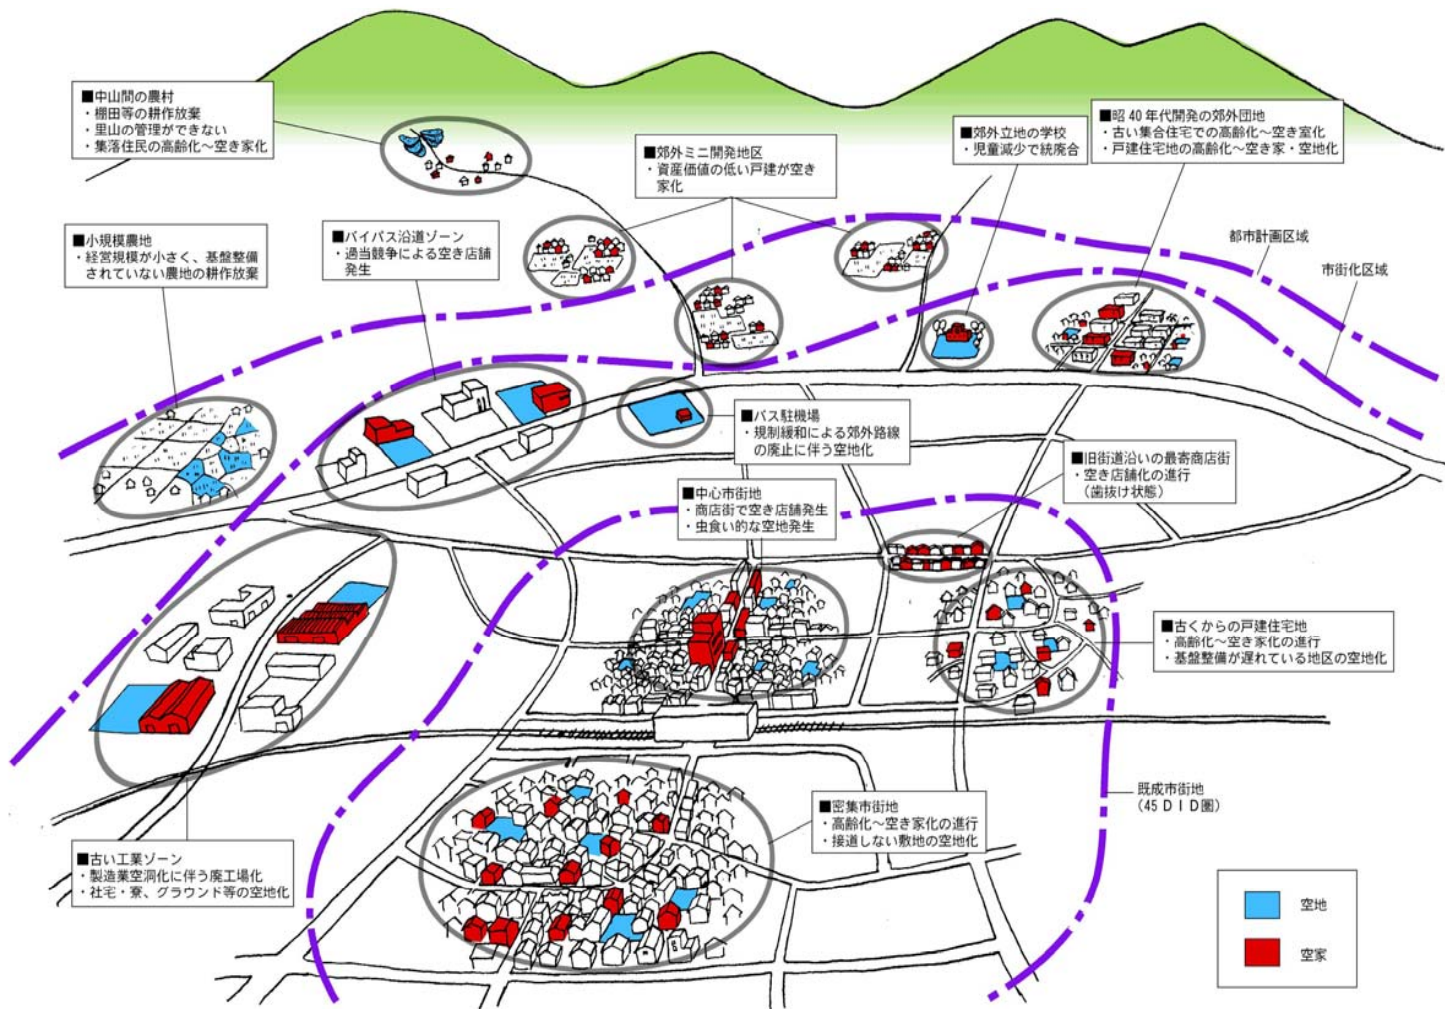 ■中山間の農村
・棚田等の耕作放棄
・里山の管理ができない
・集落住民の高齢化～空き家化
■郊外ミニ開発地区
・資産価値の低い戸建が空き
家化
■郊外立地の学校
・児童減少で統廃合
■昭40年代開発の郊外団地
・古い集合住宅での高齢化～空き室化
・戸建住宅地の高齢化～空き家・空地化
■小規模農地
・経営規模が小さく、基盤整備
されていない農地の耕作放棄
■バイパス沿道ゾーン
・過当競争による空き店舗
発生
都市計画区域
市街化区域
■バス駐機場
・規制緩和による郊外路線
の廃止に伴う空地化
■旧街道沿いの最寄商店街
・空き店舗化の進行
（歯抜け状態）
■中心市街地
・商店街で空き店舗発生
・虫食い的な空地発生
■古くからの戸建住宅地
・高齢化～空き家化の進行
・基盤整備が遅れている地区の空地化
既成市街地
（45ＤＩＤ圏）
■密集市街地
・高齢化～空き家化の進行
・接道しない敷地の空地化
■古い工業ゾーン
・製造業空洞化に伴う廃工場化
・社宅・寮、グラウンド等の空地化
空地
空家